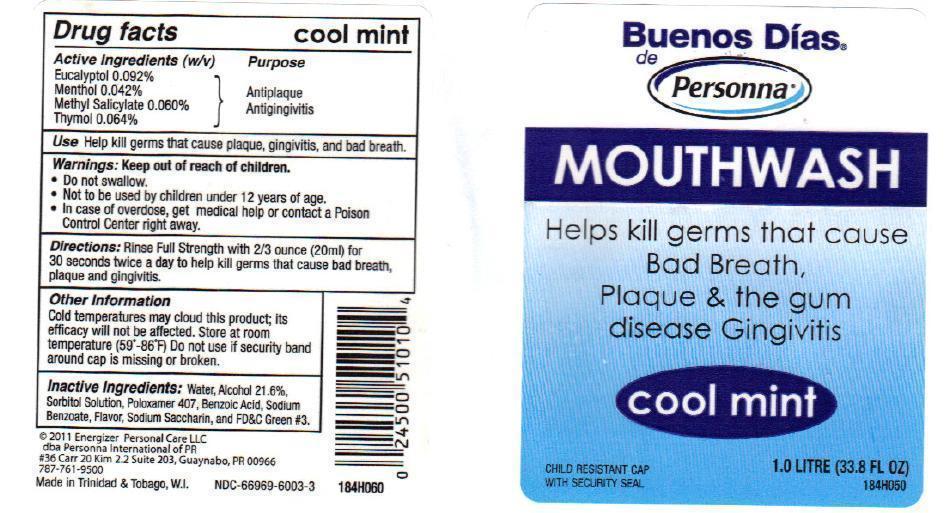 Drug facts cool mint
Active Ingredients (w/v) Purpose
Eucalyptol 0.092%
Menthol 0.042%
Methyl Salicylate 0.060%
Thymol 0.064%
Antiplaque
Antigingivitis
Use Help kill germs that cause plaque, gingivitis, and bad breath.
Warnings: Keep out of reach of children.
• Do not swallow.
• Not to be used by children under 12 years of age.
• In case of overdose, get medical help or contact a Poison
Control Center right away.
Directions: Rinse Full Strength with 2/3 ounce (20ml) for
30 seconds twice a day to help kill germs that cause bad breath,
plaque and gingivitis.
Other Information
Cold temperatures may cloud this product; its
efficacy will not be affected. Store at room
temperature (59°-86°F) Do not use if security band
around cap is missing or broken.
Inactive Ingredients: Water, Alcohol 21.6%,
Sorbitol Solution, Poloxamer 407, Benzoic Acid, Sodium
Benzoate, Flavor, Sodium Saccharin, and FD&C Green #3.
© 2011 Energizer Personal Care LLC
dba Personna International of PR
#36 Carr 20 Kim 2.2 Suite 203, Guaynabo, PR 00966
787-761-9500
Made in Trinidad & Tobago, W.I. NDC-66969-6003-3 184H060
0 24500 51010 4
Buenos Días®
de
Personna®
MOUTHWASH
Helps kill germs that cause
Bad Breath,
Plaque & the gum
disease Gingivitis
cool mint
CHILD RESISTANT CAP
WITH SECURITY SEAL
1.0 LITRE (33.8 FL OZ)
184H050